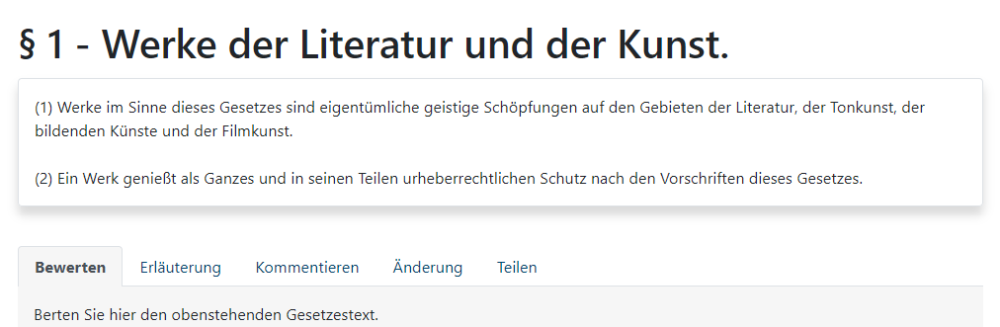 § 1 - Werke der Literatur und der Kunst.
(1) Werke im Sinne dieses Gesetzes sind eigentümliche geistige Schöpfungen auf den Gebieten der Literatur, der Tonkunst, der
bildenden Künste und der Filmkunst.
(2) Ein Werk genießt als Ganzes und in seinen Teilen urheberrechtlichen Schutz nach den Vorschriften dieses Gesetzes.
Bewerten Erläuterung Kommentieren Änderung Teilen
Berten Sie hier den obenstehenden Gesetzestext.